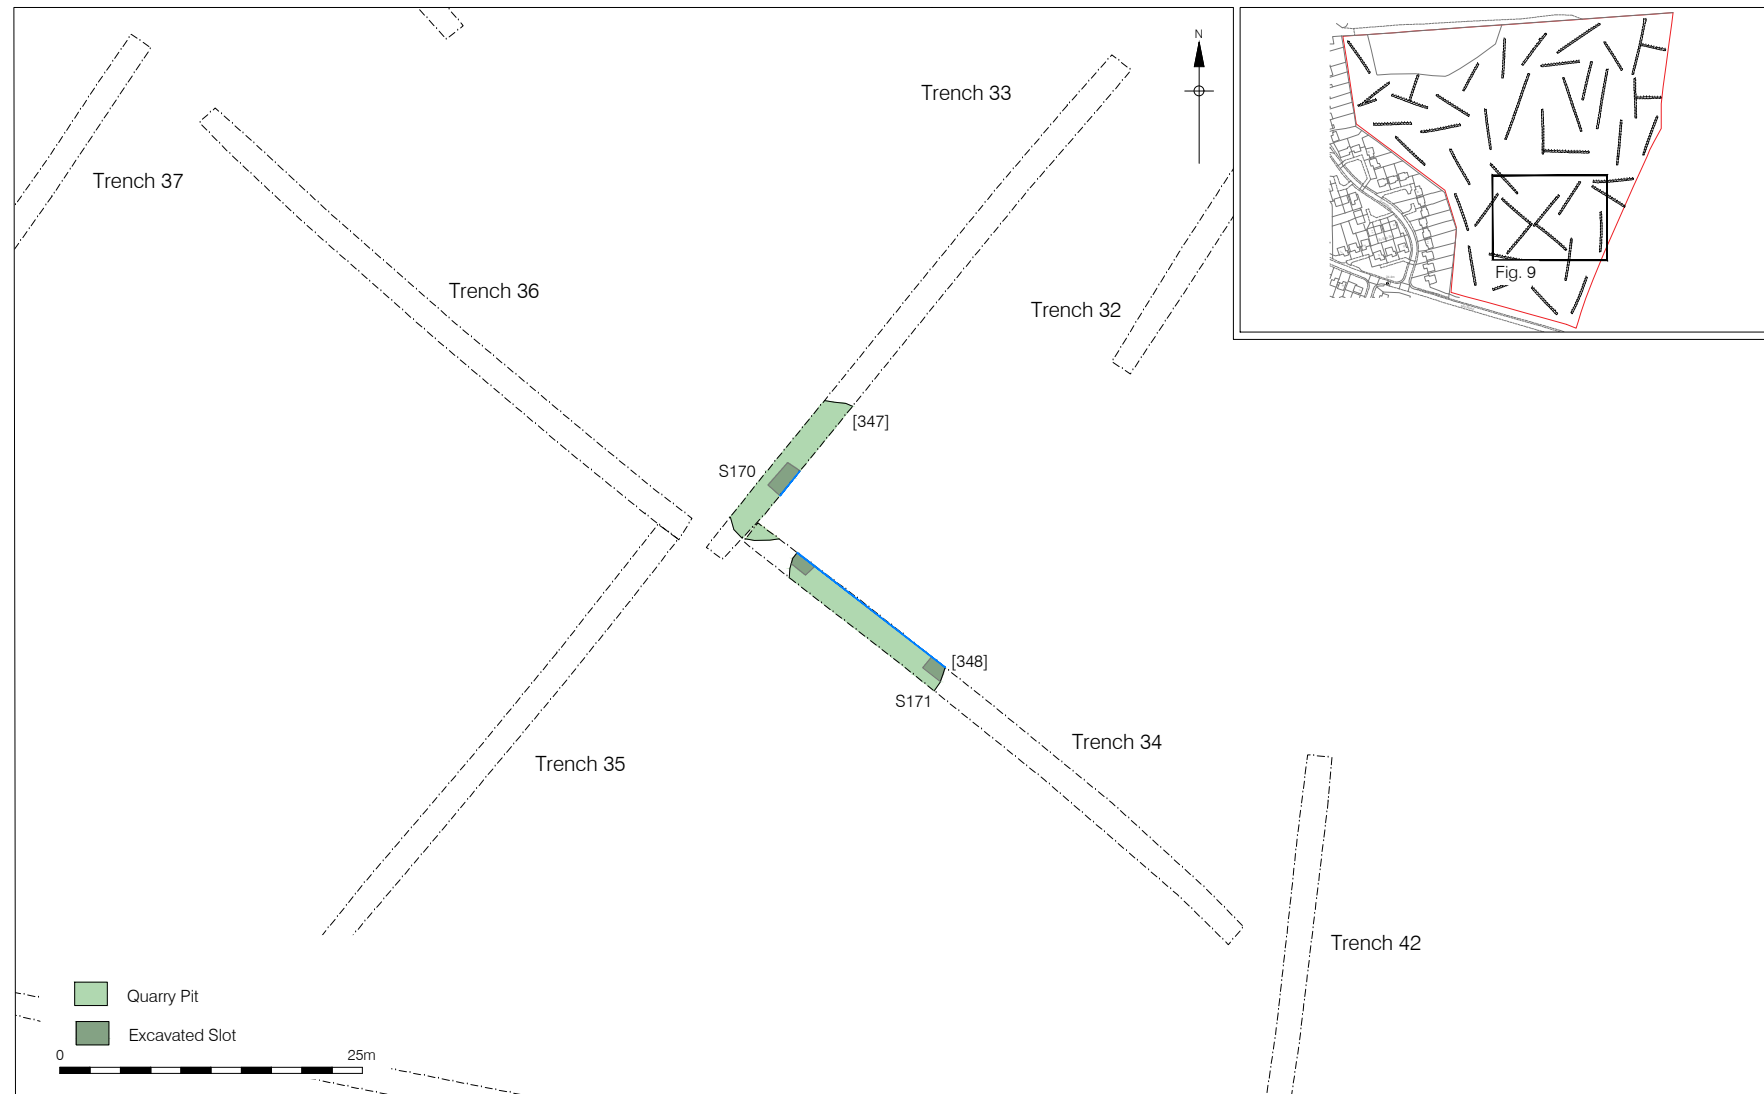 N
Trench 33
Trench 37
Trench 36
Trench 32
Fig. 9
[347]
S170
[348]
S171
Trench 34
Trench 35
Trench 42
Quarry Pit
Excavated Slot
0 25m